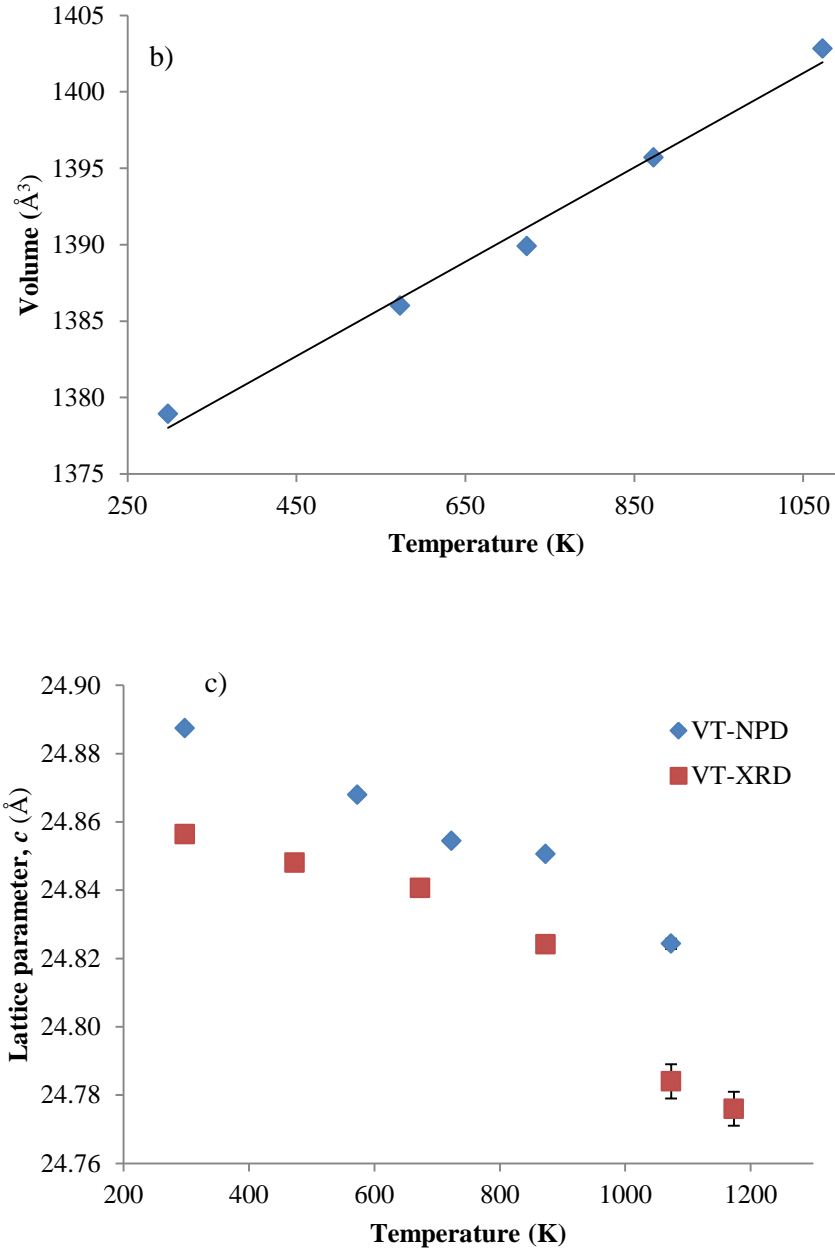 b)
Volume (Å³)
1405
1400
1395
1390
1385
1380
1375
250 450 650 850 1050
Temperature (K)
c)
Lattice parameter, c (Å)
24.90
24.88
24.86
24.84
24.82
24.80
24.78
24.76
VT-NPD
VT-XRD
200 400 600 800 1000 1200
Temperature (K)